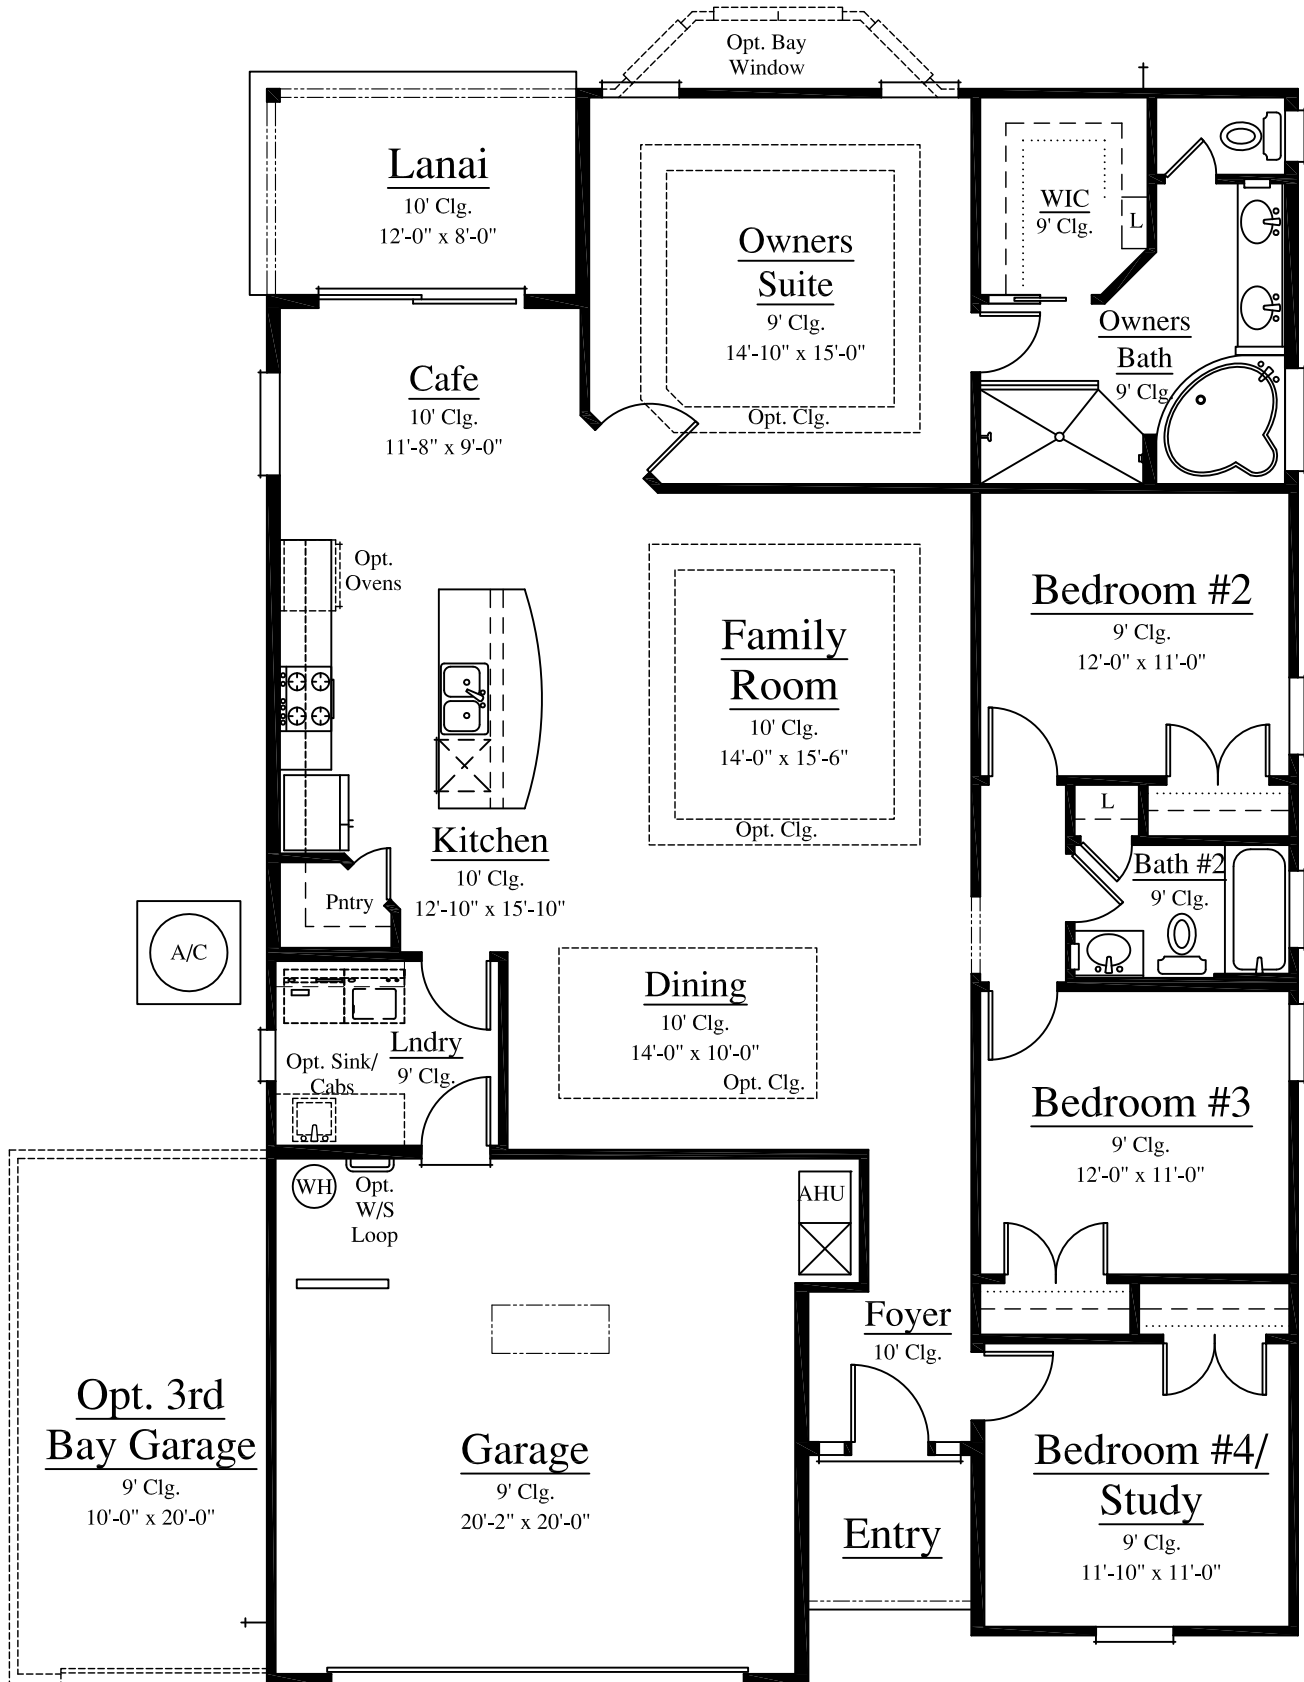 Opt. Bay
Window
Lanai
10' Clg.
12'-0" x 8'-0"
Owners
Suite
9' Clg.
14'-10" x 15'-0"
Opt. Clg.
WIC
9' Clg.
L
Owners
Bath
9' Clg.
Cafe
10' Clg.
11'-8" x 9'-0"
Opt.
Ovens
Family
Room
10' Clg.
14'-0" x 15'-6"
Opt. Clg.
Bedroom #2
9' Clg.
12'-0" x 11'-0"
L
Kitchen
10' Clg.
12'-10" x 15'-10"
Pntry
Bath #2
9' Clg.
A/C
Dining
10' Clg.
14'-0" x 10'-0"
Opt. Clg.
Lndry
9' Clg.
Opt. Sink/
Cabs
Bedroom #3
9' Clg.
12'-0" x 11'-0"
WH
Opt.
W/S
Loop
AHU
Foyer
10' Clg.
Opt. 3rd
Bay Garage
9' Clg.
10'-0" x 20'-0"
Garage
9' Clg.
20'-2" x 20'-0"
Entry
Bedroom #4/
Study
9' Clg.
11'-10" x 11'-0"